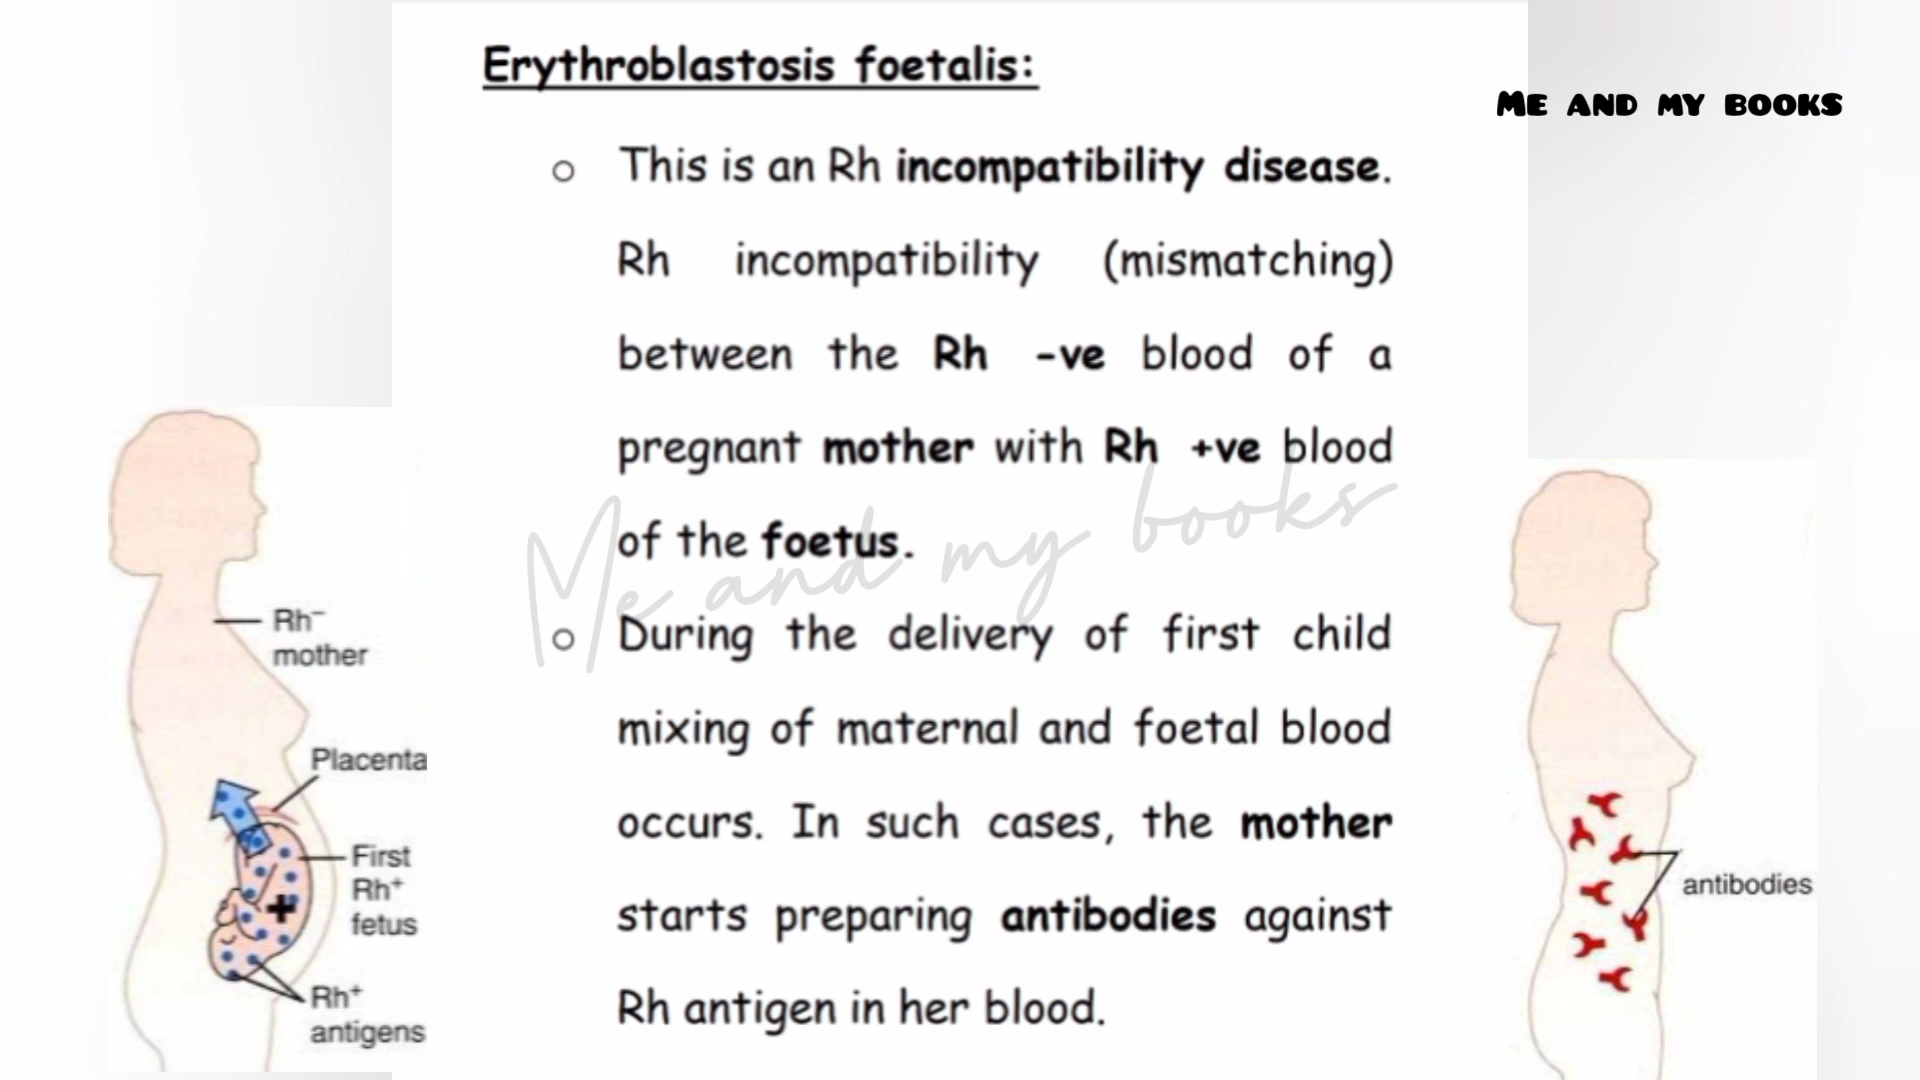 Erythroblastosis foetalis:
ME AND MY BOOKS
o This is an Rh incompatibility disease.
Rh incompatibility (mismatching)
between the Rh -ve blood of a
pregnant mother with Rh +ve blood
of the foetus.
Me and my books
o During the delivery of first child
mixing of maternal and foetal blood
occurs. In such cases, the mother
starts preparing antibodies against
Rh antigen in her blood.
Rh⁻
mother
Placenta
First
Rh⁺
fetus
Rh⁺
antigens
+
antibodies